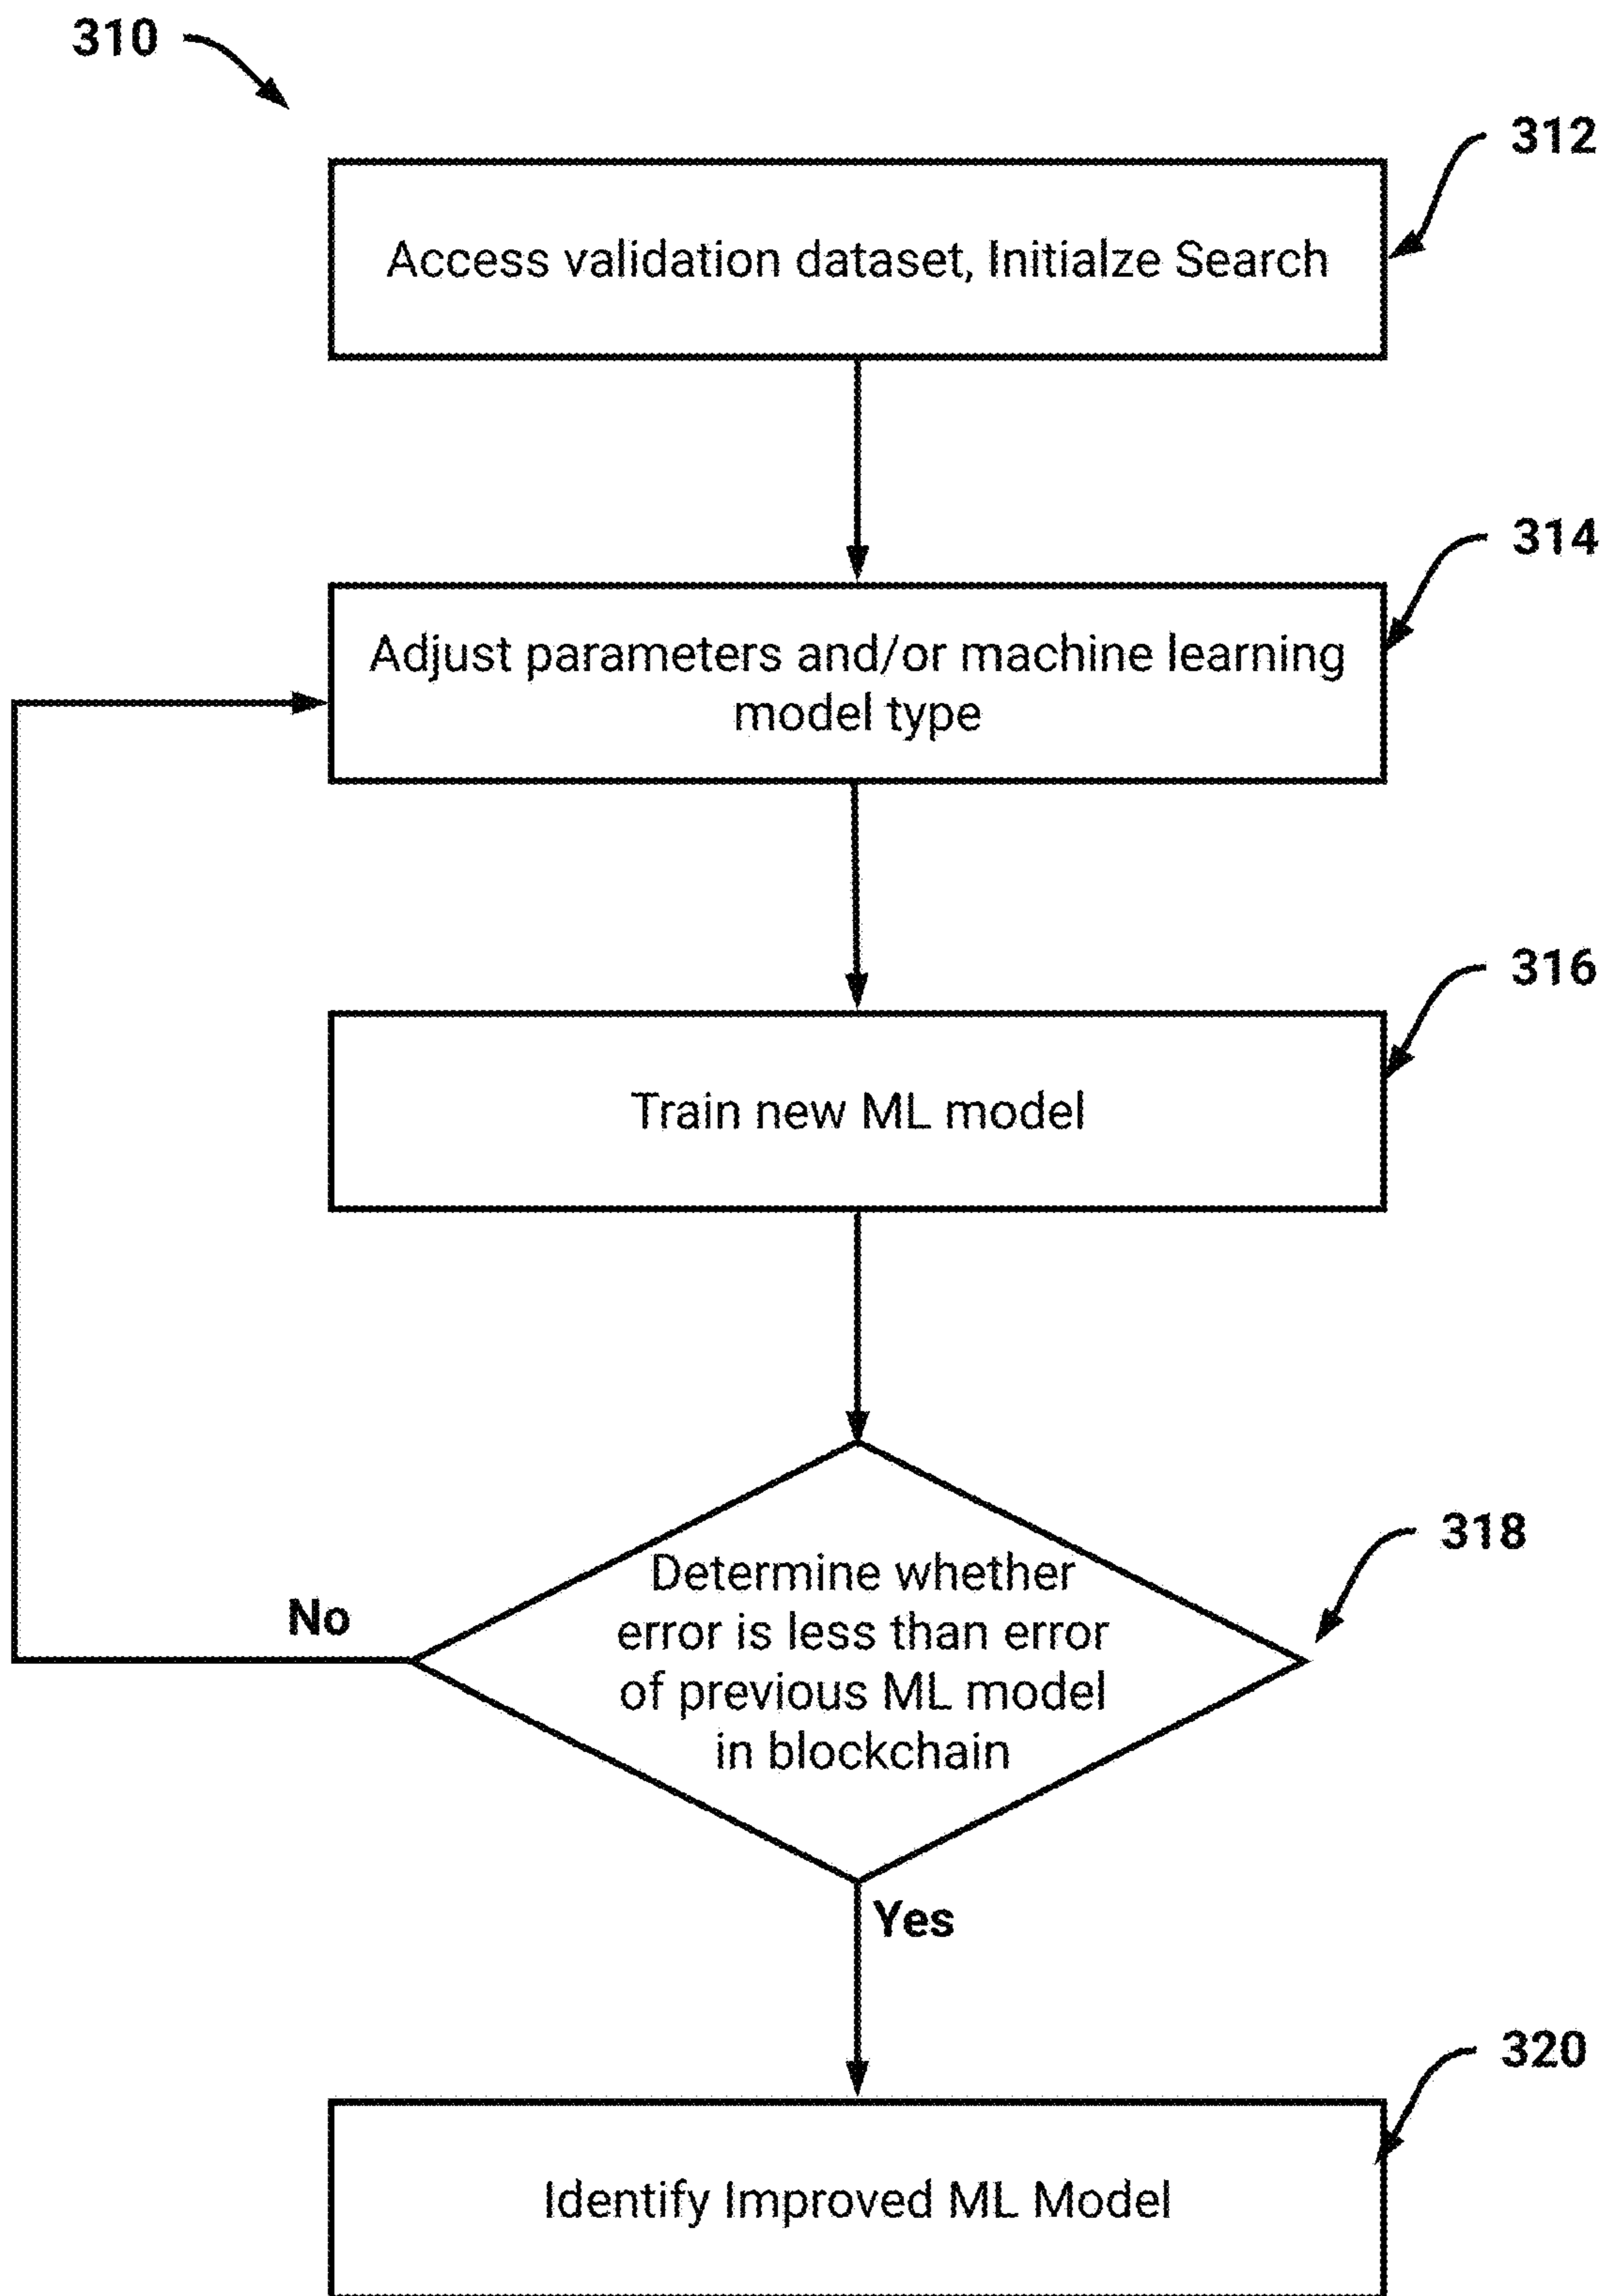 310
312
Access validation dataset, Initialze Search
314
Adjust parameters and/or machine learning
model type
316
Train new ML model
318
Determine whether
error is less than error
of previous ML model
in blockchain
No
Yes
320
Identify Improved ML Model